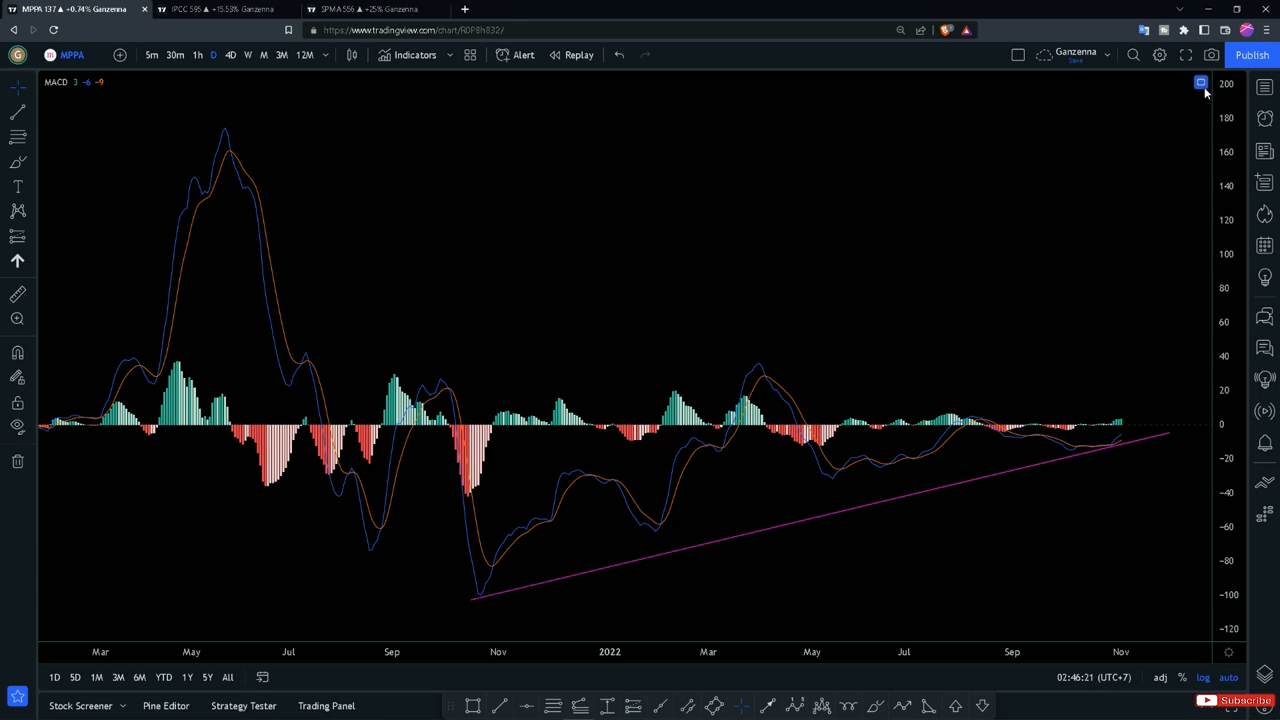 MPPA 137 ▲ +0.74% Ganzenna
IPCC 595 ▲ +15.53% Ganzenna
SPMA 556 ▲ +25% Ganzenna
https://www.tradingview.com/chart/R0PBh832/
G
MPPA
5m 30m 1h D 4D W M 3M 12M
Indicators
Alert
Replay
Ganzenna
Save
Publish
MACD 3 −6 −9
200
180
160
140
120
100
80
60
40
20
0
−20
−40
−60
−80
−100
−120
Mar May Jul Sep Nov 2022 Mar May Jul Sep Nov
1D 5D 1M 3M 6M YTD 1Y 5Y All
02:46:21 (UTC+7)
adj % log auto
Stock Screener Pine Editor Strategy Tester Trading Panel
Subscribe